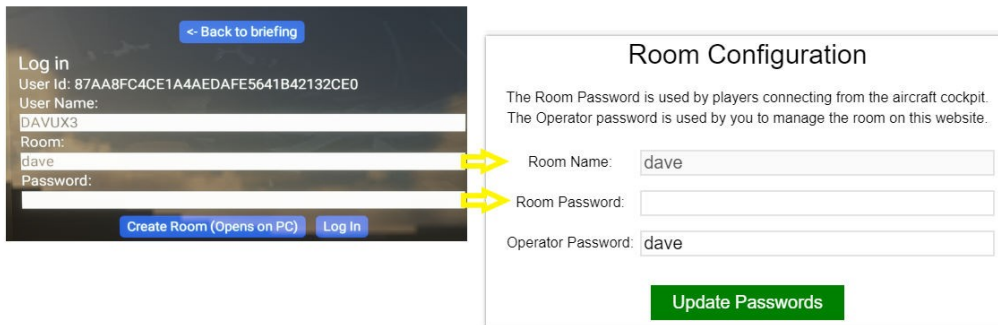 <- Back to briefing
Log in
User Id: 87AA8FC4CE1A4AEDAFE5641B42132CE0
User Name:
DAVUX3
Room:
dave
Password:
Create Room (Opens on PC)
Log In
Room Configuration
The Room Password is used by players connecting from the aircraft cockpit.
The Operator password is used by you to manage the room on this website.
Room Name: dave
Room Password:
Operator Password: dave
Update Passwords